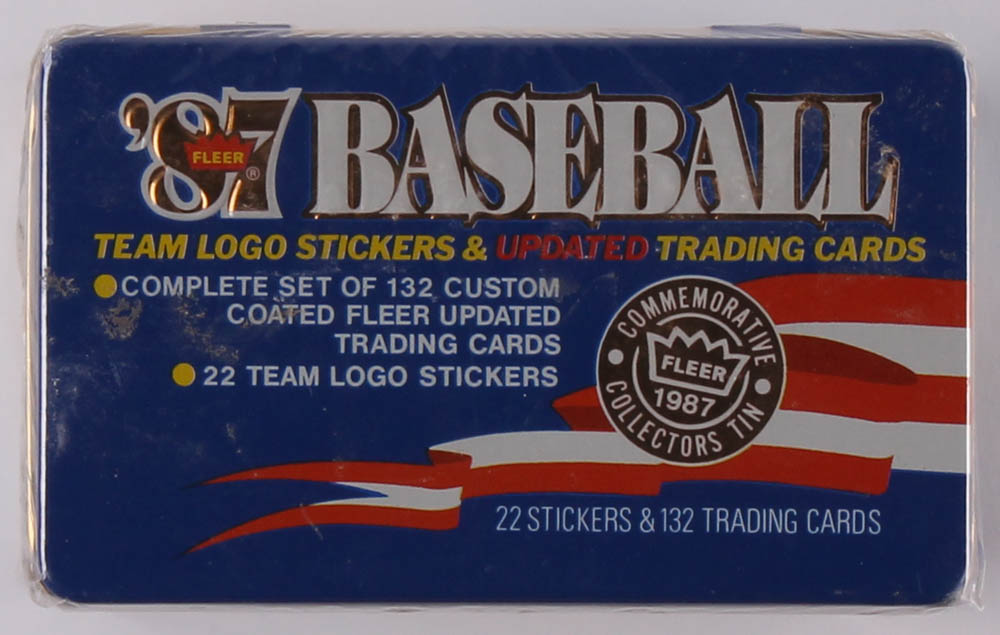 '87 BASEBALL
FLEER ®
TEAM LOGO STICKERS & UPDATED TRADING CARDS
COMPLETE SET OF 132 CUSTOM
COATED FLEER UPDATED
TRADING CARDS
22 TEAM LOGO STICKERS
COMMEMORATIVE
FLEER
1987
COLLECTORS TIN
22 STICKERS & 132 TRADING CARDS